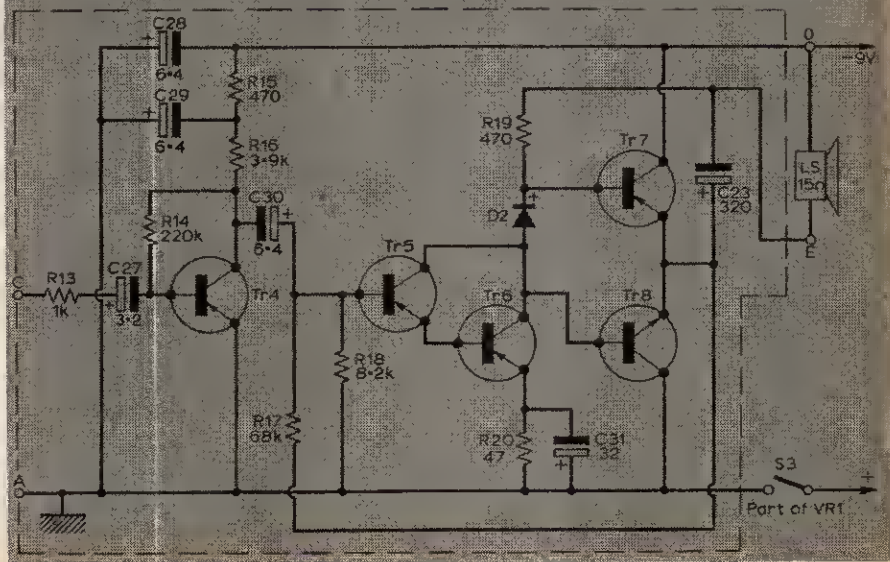 C28
6·4
O
-9V
R15
470
C29
6·4
R19
470
Tr7
R16
3·9k
C23
320
LS
15Ω
R14
220k
C30
6·4
D2
E
Tr5
C27
3·2
C
R13
1k
Tr4
Tr6
Tr8
R18
8·2k
R17
68k
R20
47
C31
32
S3
A
Part of VR1